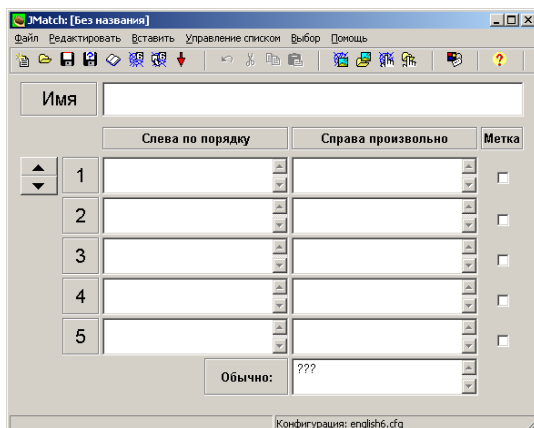 JMatch: [Без названия]
Файл Редактировать Вставить Управление списком Выбор Помощь
Имя
Слева по порядку Справа произвольно Метка
1
2
3
4
5
Обычно: ???
Конфигурация: english6.cfg